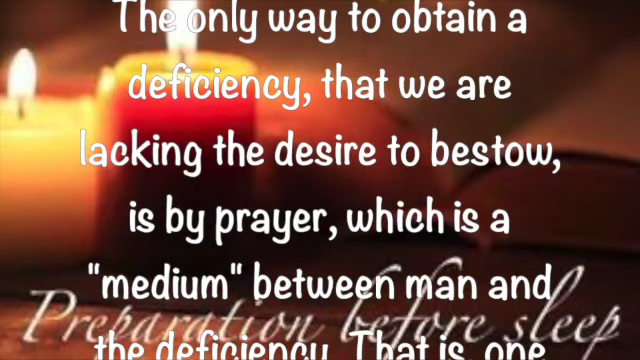 The only way to obtain a
deficiency, that we are
lacking the desire to bestow,
is by prayer, which is a
"medium" between man and
the deficiency. That is, one
Preparation before sleep